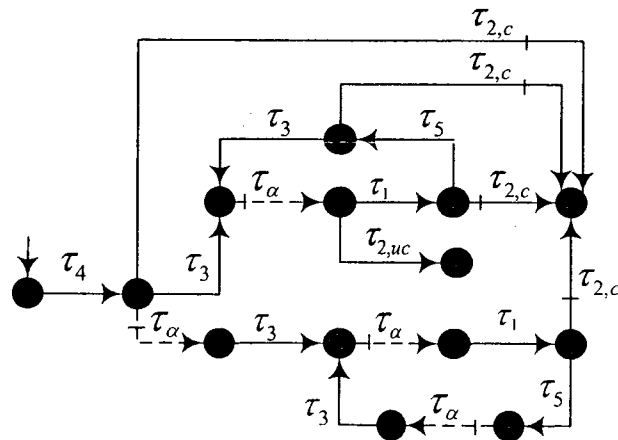 τ2,c
τ2,c
τ3 τ5
τα τ1 τ2,c
τ2,uc
τ4 τ3
τ2,c
τα τ3 τα τ1
τ3 τα τ5